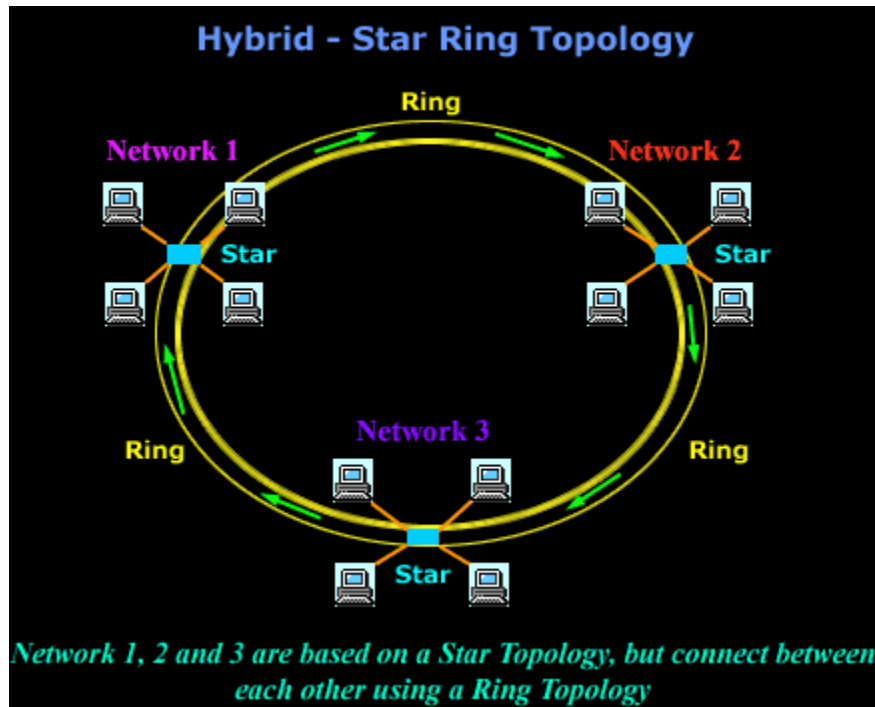 Hybrid - Star Ring Topology
Ring
Network 1
Network 2
Star
Star
Network 3
Ring
Ring
Star
Network 1, 2 and 3 are based on a Star Topology, but connect between
each other using a Ring Topology